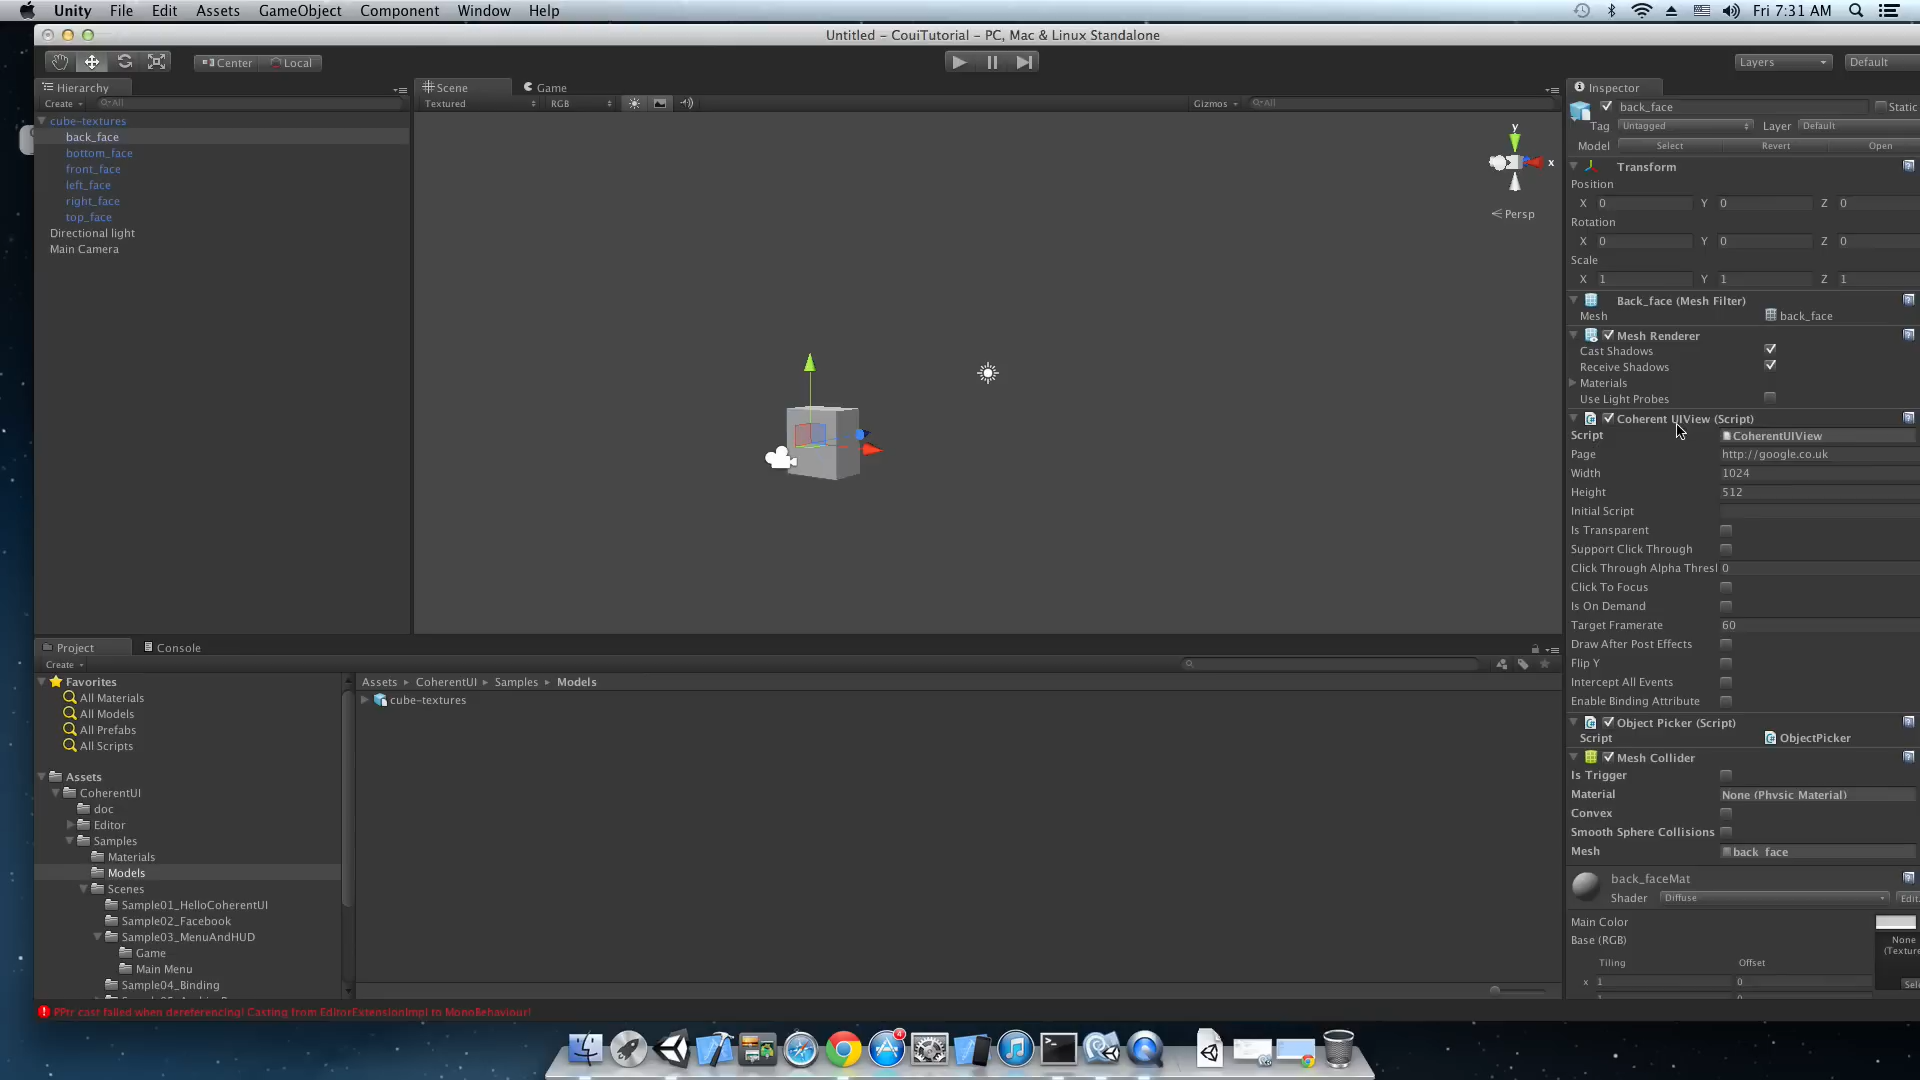 Unity File Edit Assets GameObject Component Window Help Fri 7:31 AM
Untitled - CouiTutorial - PC, Mac & Linux Standalone
Center Local Layers Default
Hierarchy Scene Game Inspector
Create All Textured RGB Gizmos All
back_face Static
Tag Untagged Layer Default
Model Select Revert Open
cube-textures
back_face
bottom_face
front_face
left_face
right_face
top_face
Directional light
Main Camera
y
x
Persp
Transform
Position
X 0 Y 0 Z 0
Rotation
X 0 Y 0 Z 0
Scale
X 1 Y 1 Z 1
Back_face (Mesh Filter)
Mesh back_face
Mesh Renderer
Cast Shadows
Receive Shadows
Materials
Use Light Probes
Coherent UIView (Script)
Script CoherentUIView
Page http://google.co.uk
Width 1024
Height 512
Initial Script
Is Transparent
Support Click Through
Click Through Alpha Thresl 0
Click To Focus
Is On Demand
Target Framerate 60
Draw After Post Effects
Flip Y
Intercept All Events
Enable Binding Attribute
Object Picker (Script)
Script ObjectPicker
Mesh Collider
Is Trigger
Material None (Physic Material)
Convex
Smooth Sphere Collisions
Mesh back_face
back_faceMat
Shader Diffuse Edit.
Main Color
Base (RGB) None
(Texture
Tiling Offset
x 1 0
Sele
Project Console
Create
Favorites
All Materials
All Models
All Prefabs
All Scripts
Assets
CoherentUI
doc
Editor
Samples
Materials
Models
Scenes
Sample01_HelloCoherentUI
Sample02_Facebook
Sample03_MenuAndHUD
Game
Main Menu
Sample04_Binding
Assets CoherentUI Samples Models
cube-textures
PPtr cast failed when dereferencing! Casting from EditorExtensionImpl to MonoBehaviour!
4